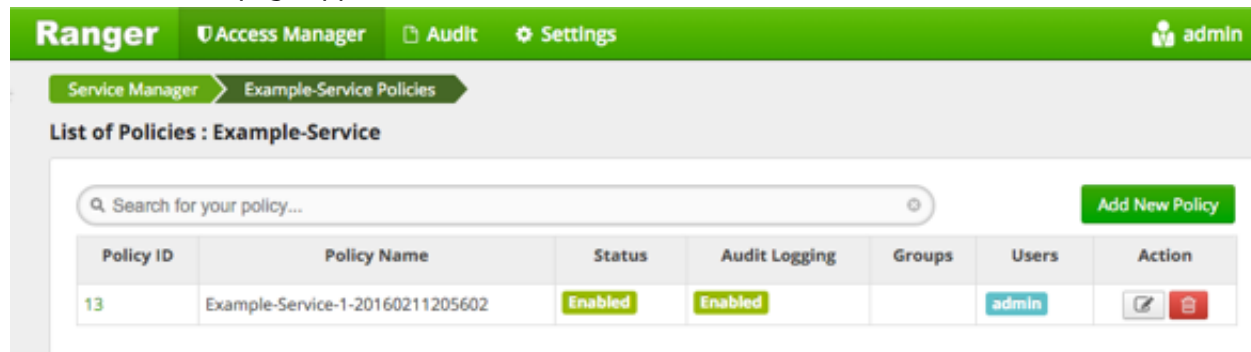 Ranger Access Manager Audit Settings admin
Service Manager Example-Service Policies
List of Policies : Example-Service
Search for your policy... Add New Policy
Policy ID Policy Name Status Audit Logging Groups Users Action
13 Example-Service-1-20160211205602 Enabled Enabled admin